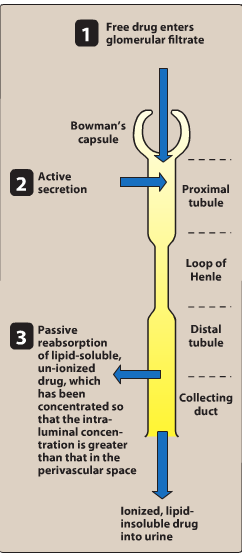 1
Free drug enters
glomerular filtrate
Bowman's
capsule
2
Active
secretion
Proximal
tubule
Loop of
Henle
3
Passive
reabsorption
of lipid-soluble,
un-ionized
drug, which
has been
concentrated so
that the intra-
luminal concen-
tration is greater
than that in the
perivascular space
Distal
tubule
Collecting
duct
Ionized, lipid-
insoluble drug
into urine